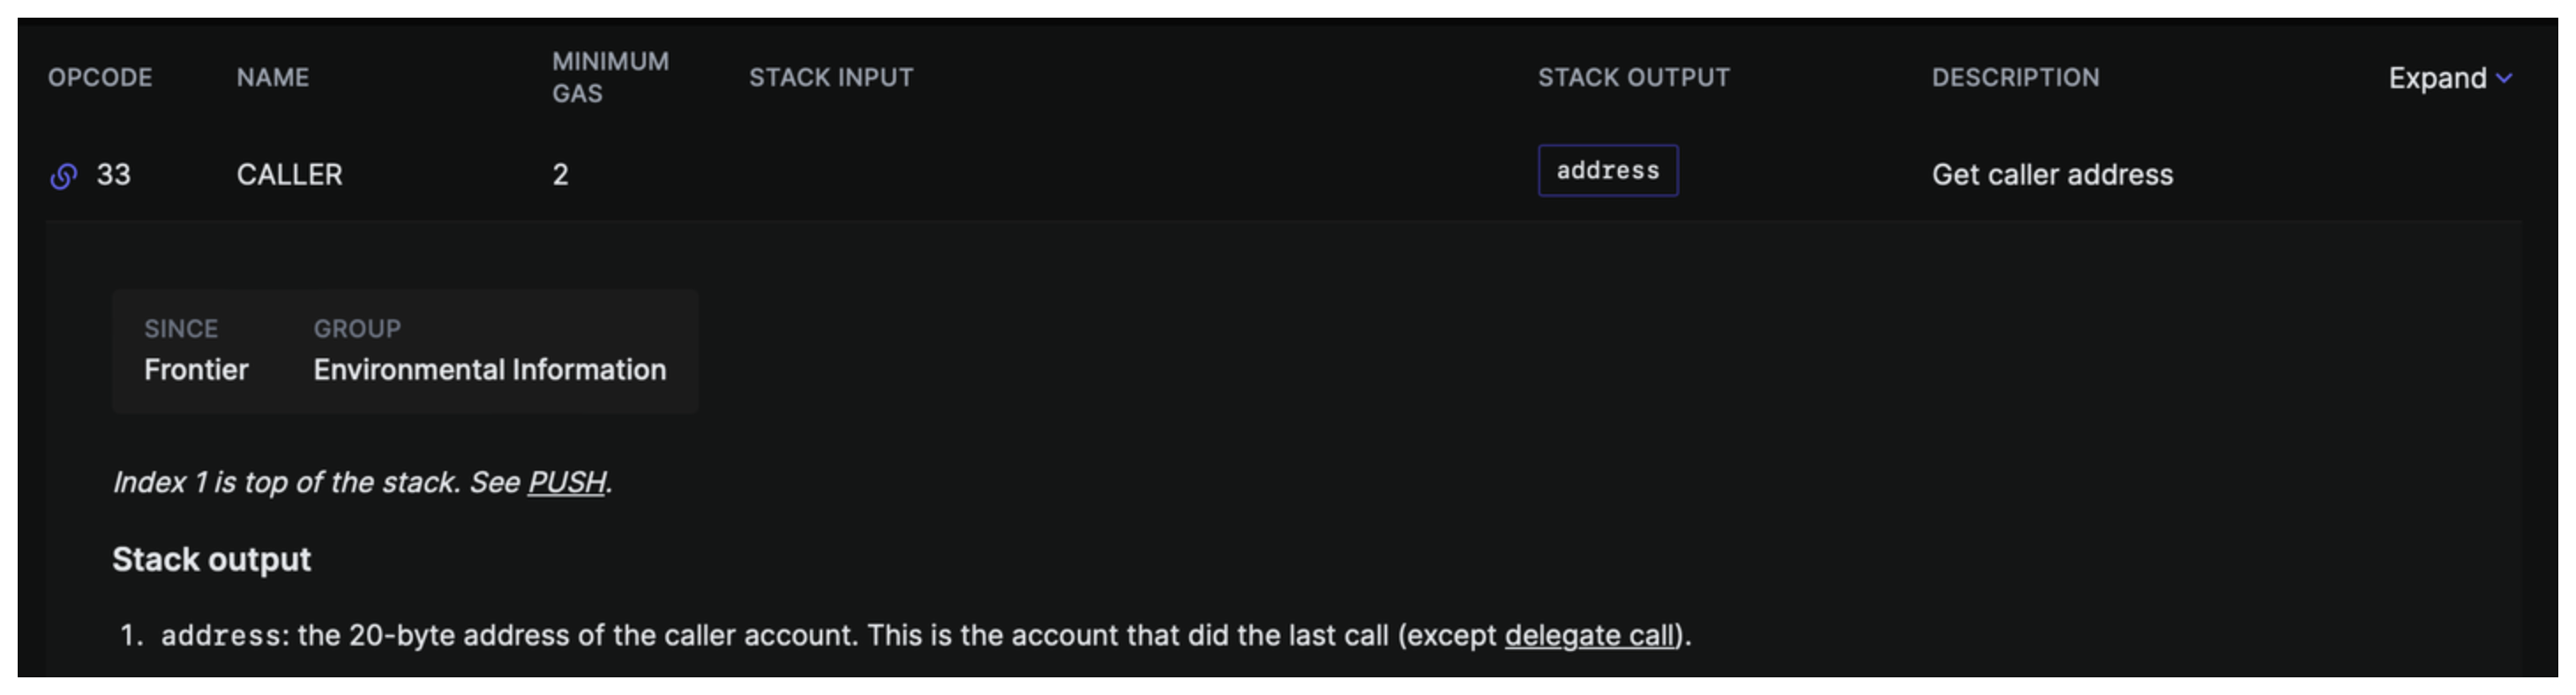 OPCODE NAME MINIMUM GAS STACK INPUT STACK OUTPUT DESCRIPTION Expand
33 CALLER 2 address Get caller address
SINCE GROUP
Frontier Environmental Information
Index 1 is top of the stack. See PUSH.
Stack output
1. address: the 20-byte address of the caller account. This is the account that did the last call (except delegate call).